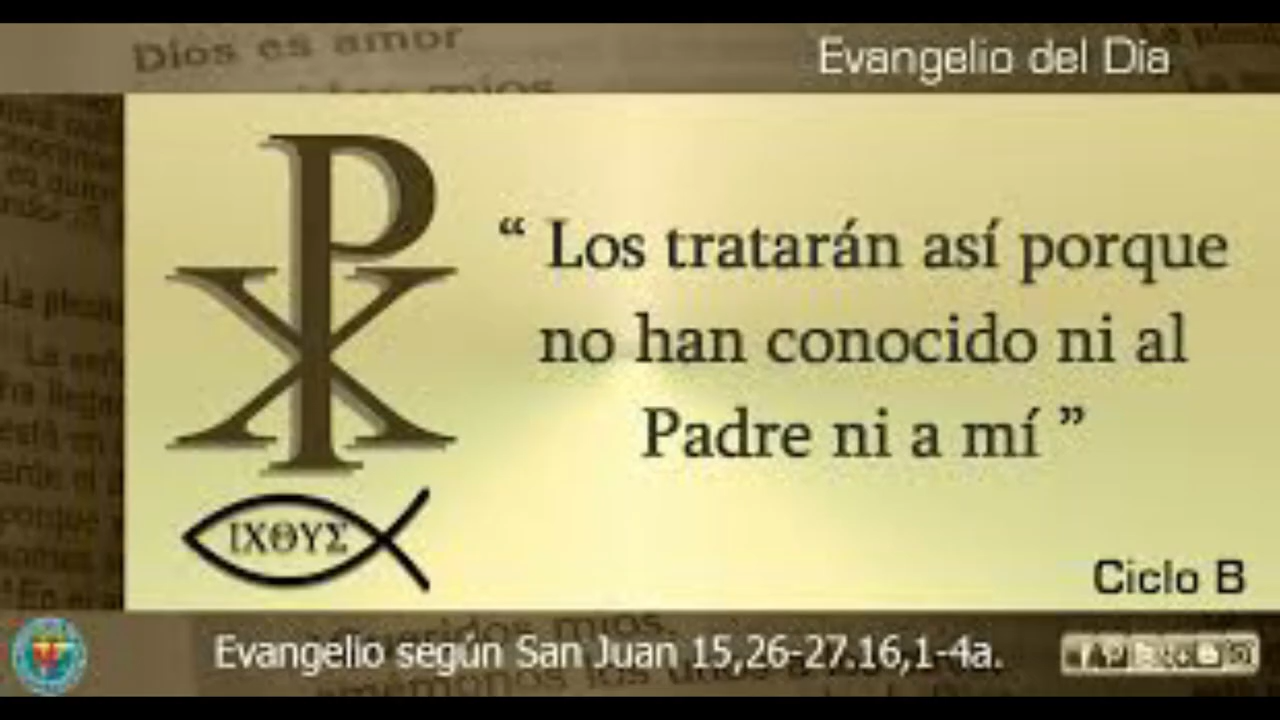 Dios es amor
Evangelio del Día
“ Los tratarán así porque
no han conocido ni al
Padre ni a mí ”
ΙΧΘΥΣ
Ciclo B
Evangelio según San Juan 15,26-27.16,1-4a.